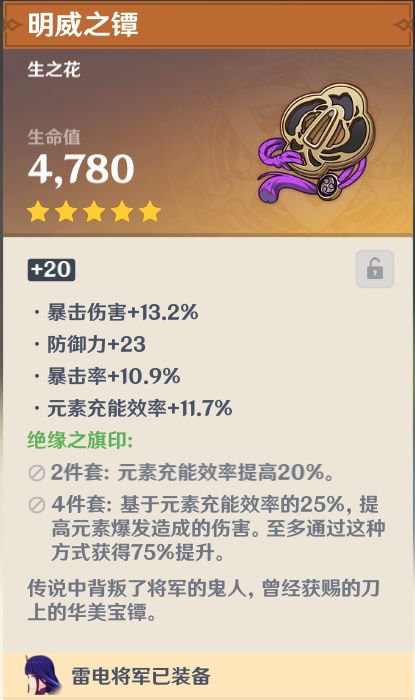 明威之镡
生之花
生命值
4,780
+20
·暴击伤害+13.2%
·防御力+23
·暴击率+10.9%
·元素充能效率+11.7%
绝缘之旗印:
2件套: 元素充能效率提高20%。
4件套: 基于元素充能效率的25%, 提
高元素爆发造成的伤害。至多通过这种
方式获得75%提升。
传说中背叛了将军的鬼人, 曾经获赐的刀
上的华美宝镡。
雷电将军已装备